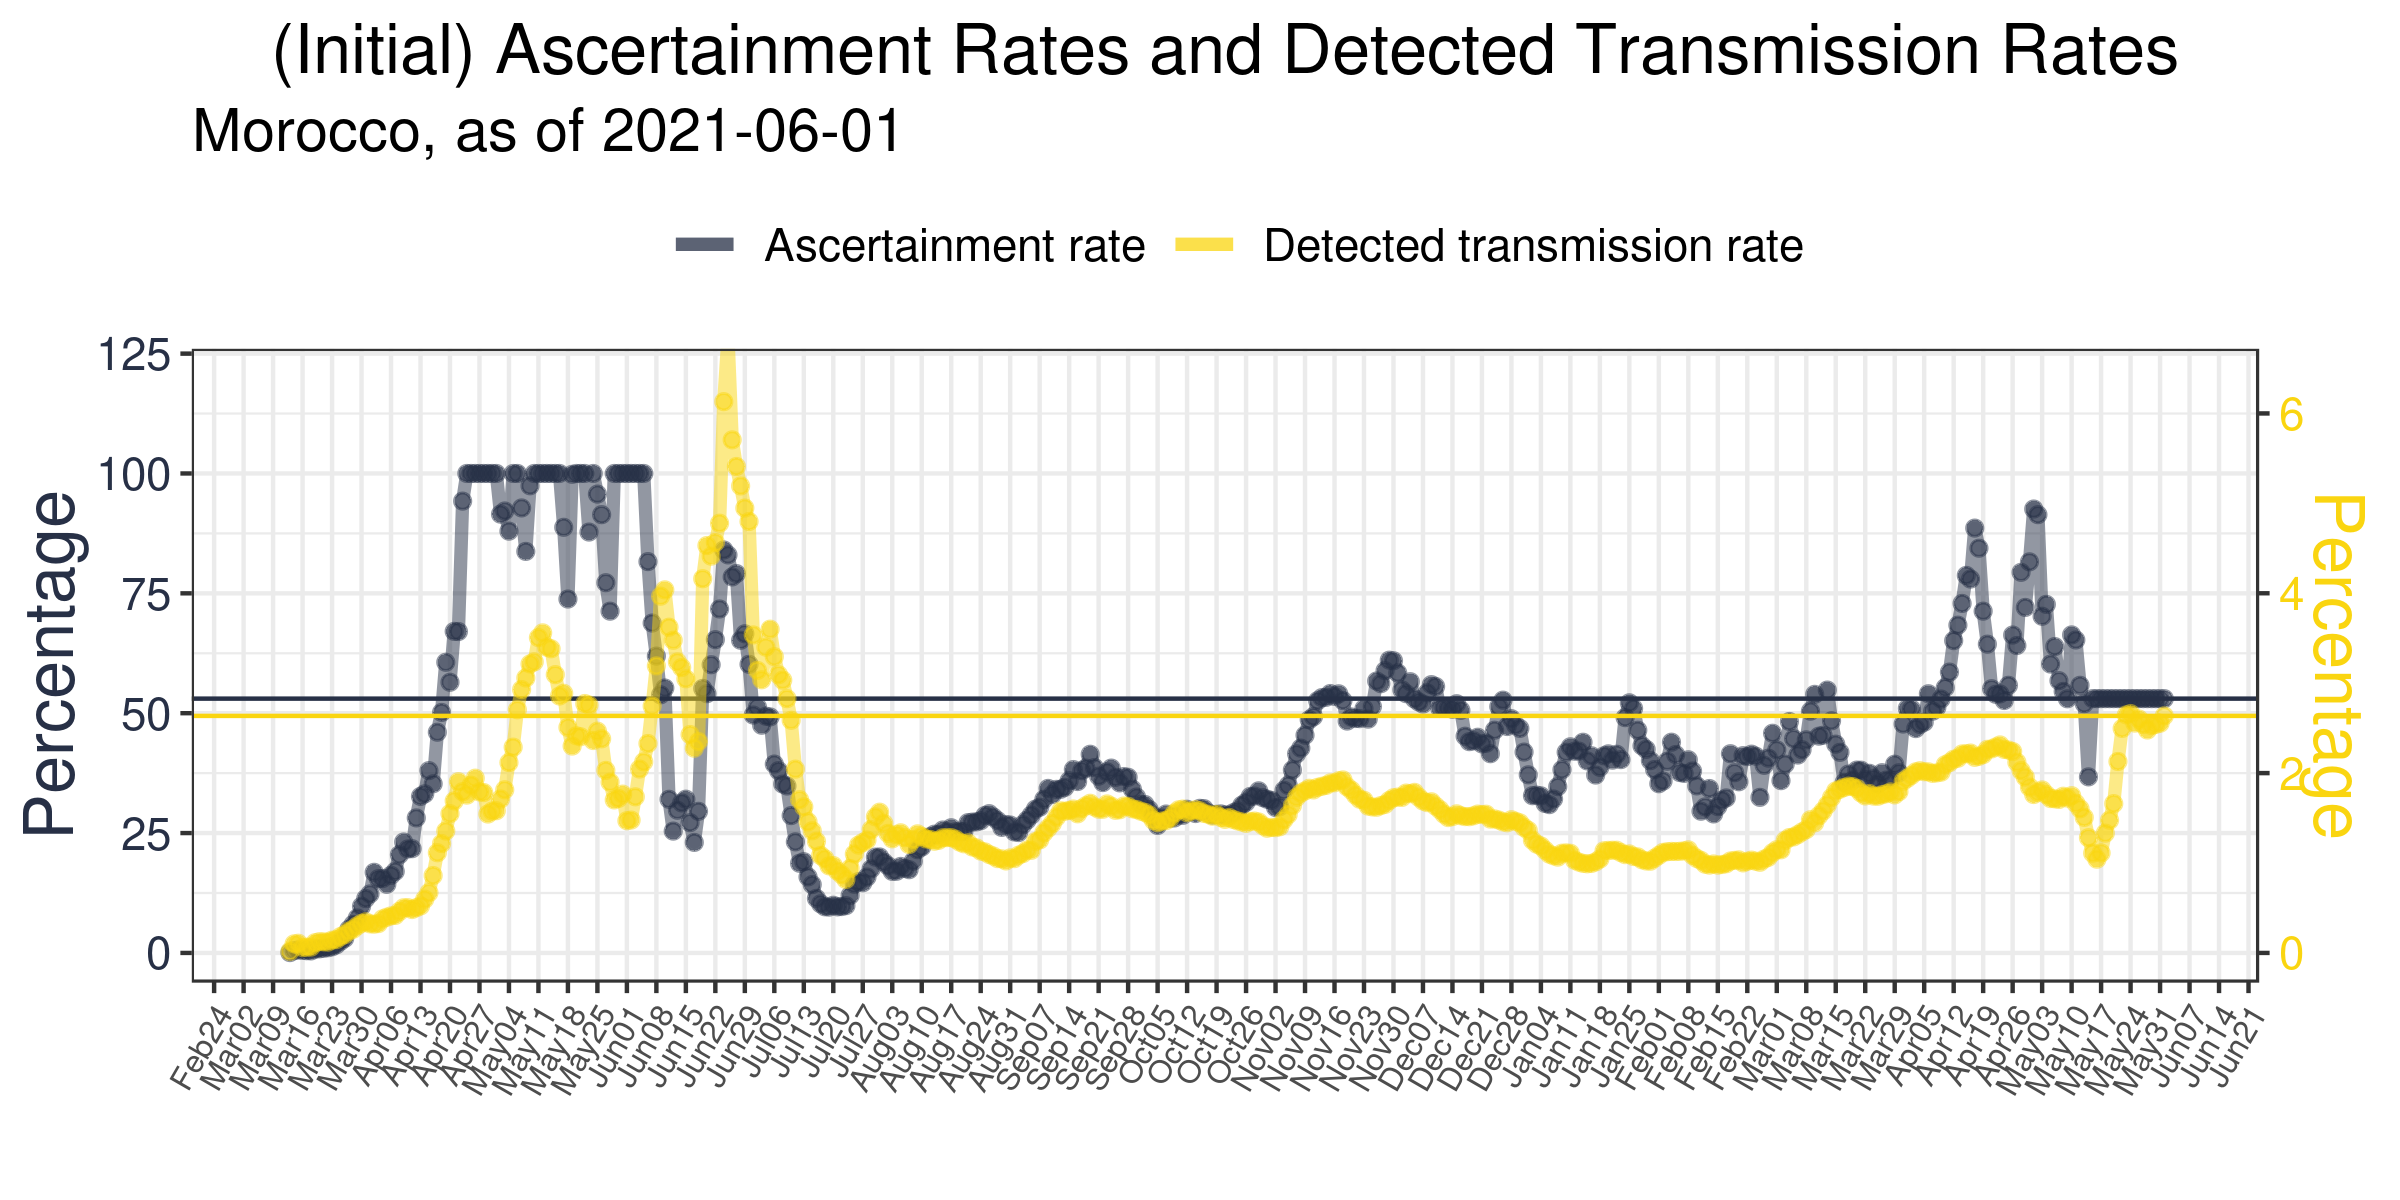 (Initial) Ascertainment Rates and Detected Transmission Rates
Morocco, as of 2021-06-01
Ascertainment rate
Detected transmission rate
Percentage
125
100
75
50
25
0
6
4
2
0
Percentage
Feb24
Mar02
Mar09
Mar16
Mar23
Mar30
Apr06
Apr13
Apr20
Apr27
May04
May11
May18
May25
Jun01
Jun08
Jun15
Jun22
Jun29
Jul06
Jul13
Jul20
Jul27
Aug03
Aug10
Aug17
Aug24
Aug31
Sep07
Sep14
Sep21
Sep28
Oct05
Oct12
Oct19
Oct26
Nov02
Nov09
Nov16
Nov23
Nov30
Dec07
Dec14
Dec21
Dec28
Jan04
Jan11
Jan18
Jan25
Feb01
Feb08
Feb15
Feb22
Mar01
Mar08
Mar15
Mar22
Mar29
Apr05
Apr12
Apr19
Apr26
May03
May10
May17
May24
May31
Jun07
Jun14
Jun21